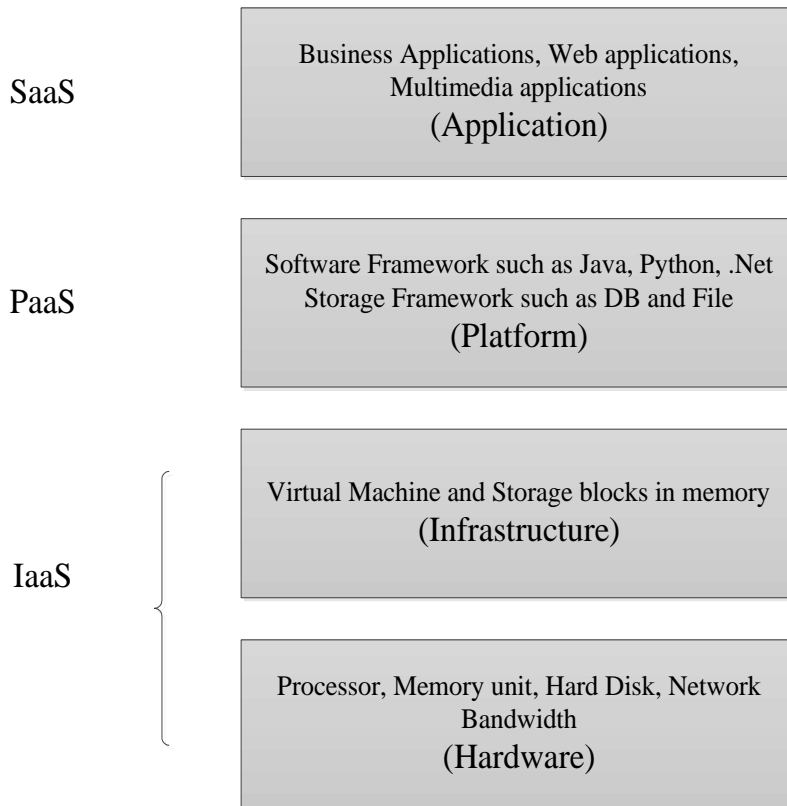 SaaS
Business Applications, Web applications,
Multimedia applications
(Application)
PaaS
Software Framework such as Java, Python, .Net
Storage Framework such as DB and File
(Platform)
IaaS
Virtual Machine and Storage blocks in memory
(Infrastructure)
Processor, Memory unit, Hard Disk, Network
Bandwidth
(Hardware)